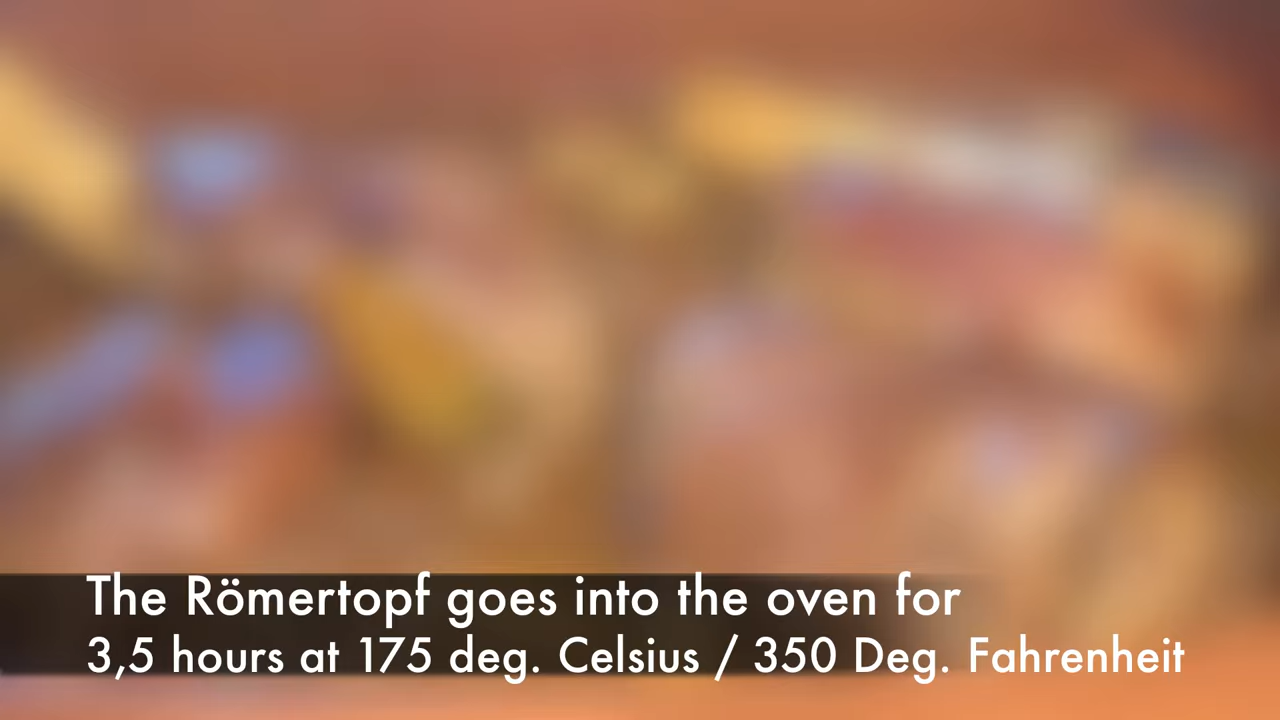 The Römertopf goes into the oven for
3,5 hours at 175 deg. Celsius / 350 Deg. Fahrenheit